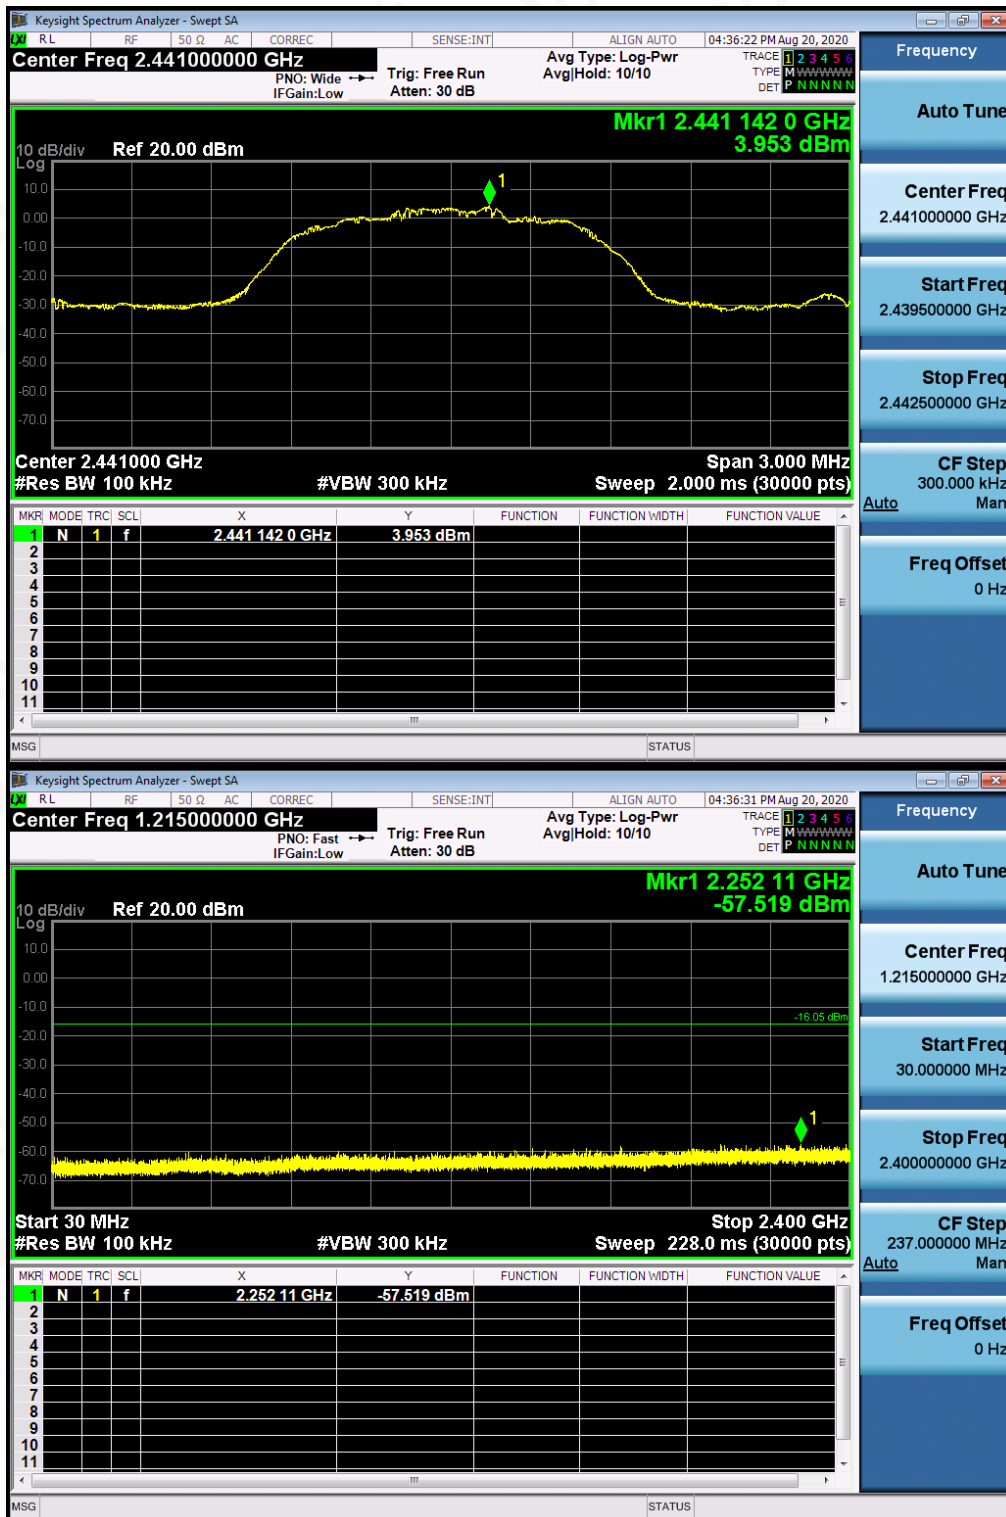 Keysight Spectrum Analyzer - Swept SA
LXI RL RF 50 Ω AC CORREC SENSE:INT ALIGN AUTO 04:36:22 PM Aug 20, 2020
Center Freq 2.441000000 GHz
PNO: Wide
IFGain:Low
Trig: Free Run
Atten: 30 dB
Avg Type: Log-Pwr
Avg|Hold: 10/10
TRACE 1 2 3 4 5 6
TYPE M WWWWW
DET P N N N N N
Mkr1 2.441 142 0 GHz
3.953 dBm
10 dB/div Ref 20.00 dBm
Log
10.0
0.00
-10.0
-20.0
-30.0
-40.0
-50.0
-60.0
-70.0
1
Center 2.441000 GHz Span 3.000 MHz
#Res BW 100 kHz #VBW 300 kHz Sweep 2.000 ms (30000 pts)
MKR MODE TRC SCL X Y FUNCTION FUNCTION WIDTH FUNCTION VALUE
1 N 1 f 2.441 142 0 GHz 3.953 dBm
2
3
4
5
6
7
8
9
10
11
MSG STATUS
Frequency
Auto Tune
Center Freq
2.441000000 GHz
Start Freq
2.439500000 GHz
Stop Freq
2.442500000 GHz
CF Step
300.000 kHz
Auto Man
Freq Offset
0 Hz
Keysight Spectrum Analyzer - Swept SA
LXI RL RF 50 Ω AC CORREC SENSE:INT ALIGN AUTO 04:36:31 PM Aug 20, 2020
Center Freq 1.215000000 GHz
PNO: Fast
IFGain:Low
Trig: Free Run
Atten: 30 dB
Avg Type: Log-Pwr
Avg|Hold: 10/10
TRACE 1 2 3 4 5 6
TYPE M WWWWW
DET P N N N N N
Mkr1 2.252 11 GHz
-57.519 dBm
10 dB/div Ref 20.00 dBm
Log
10.0
0.00
-10.0
-20.0
-30.0
-40.0
-50.0
-60.0
-70.0
-16.05 dBm
1
Start 30 MHz Stop 2.400 GHz
#Res BW 100 kHz #VBW 300 kHz Sweep 228.0 ms (30000 pts)
MKR MODE TRC SCL X Y FUNCTION FUNCTION WIDTH FUNCTION VALUE
1 N 1 f 2.252 11 GHz -57.519 dBm
2
3
4
5
6
7
8
9
10
11
MSG STATUS
Frequency
Auto Tune
Center Freq
1.215000000 GHz
Start Freq
30.000000 MHz
Stop Freq
2.400000000 GHz
CF Step
237.000000 MHz
Auto Man
Freq Offset
0 Hz